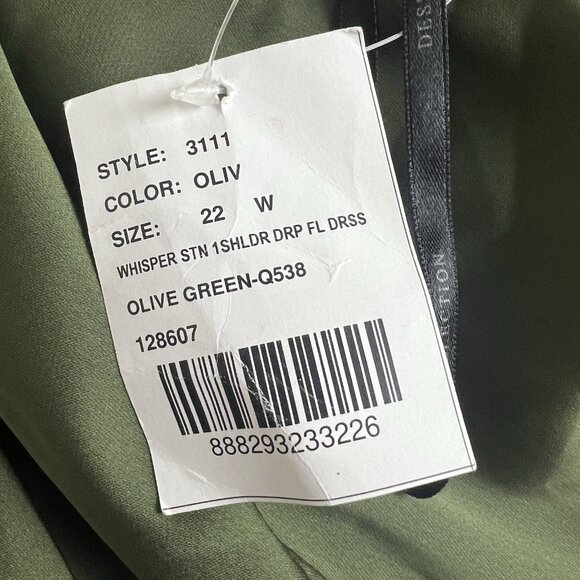 STYLE: 3111
COLOR: OLIV
SIZE: 22 W
WHISPER STN 1SHLDR DRP FL DRSS
OLIVE GREEN-Q538
128607
888293233226